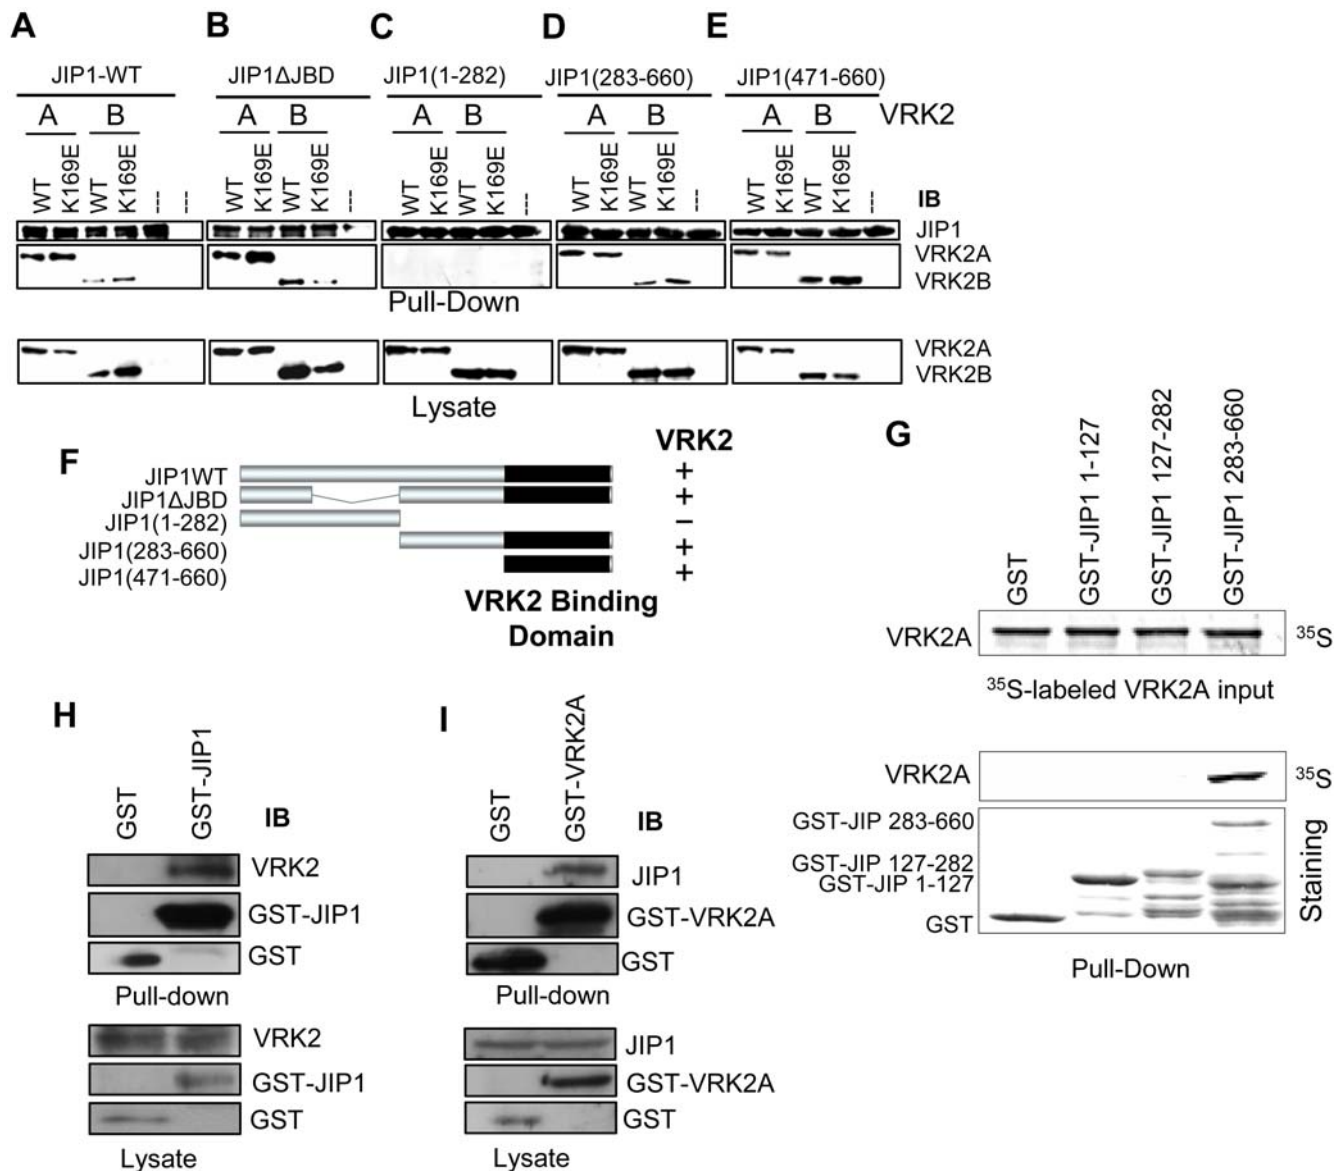 A
B
C
D
E
JIP1-WT
JIP1ΔJBD
JIP1(1-282)
JIP1(283-660)
JIP1(471-660)
A B
A B
A B
A B
A B VRK2
WT K169E WT K169E --- ---
WT K169E WT K169E ---
WT K169E WT K169E ---
WT K169E WT K169E ---
WT K169E WT K169E ---
IB
JIP1
VRK2A
VRK2B
Pull-Down
VRK2A
VRK2B
Lysate
F
VRK2
JIP1WT +
JIP1ΔJBD +
JIP1(1-282) −
JIP1(283-660) +
JIP1(471-660) +
VRK2 Binding
Domain
G
GST
GST-JIP1 1-127
GST-JIP1 127-282
GST-JIP1 283-660
VRK2A ³⁵S
³⁵S-labeled VRK2A input
VRK2A ³⁵S
GST-JIP 283-660
GST-JIP 127-282
GST-JIP 1-127
GST
Staining
Pull-Down
H
GST
GST-JIP1
IB
VRK2
GST-JIP1
GST
Pull-down
VRK2
GST-JIP1
GST
Lysate
I
GST
GST-VRK2A
IB
JIP1
GST-VRK2A
GST
Pull-down
JIP1
GST-VRK2A
GST
Lysate